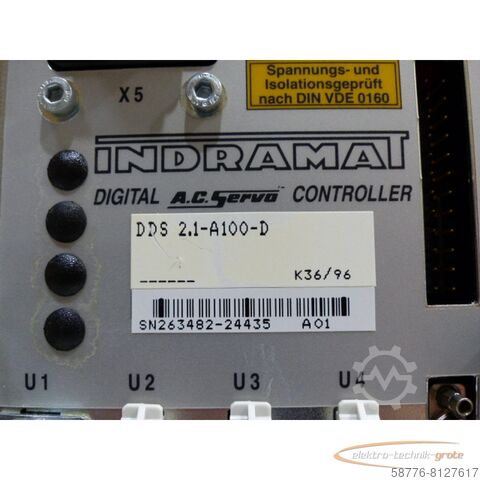 Spannungs- und
Isolationsgeprüft
nach DIN VDE 0160
X5
INDRAMAT
DIGITAL A.C. Servo™ CONTROLLER
DDS 2.1-A100-D
------ K36/96
SN263482-24435 A01
U1 U2 U3 U4
elektro-technik-grote
58776-8127617